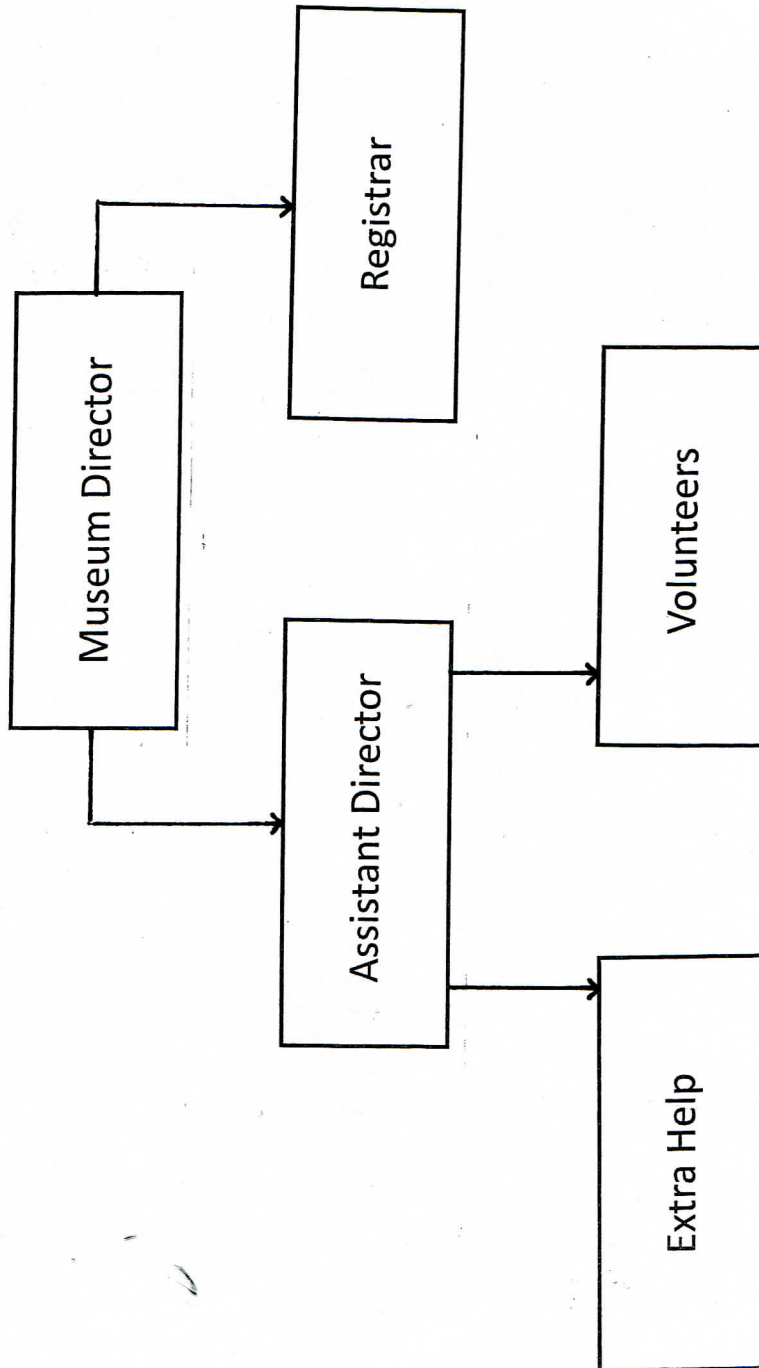 Museum Director
Assistant Director
Registrar
Extra Help
Volunteers